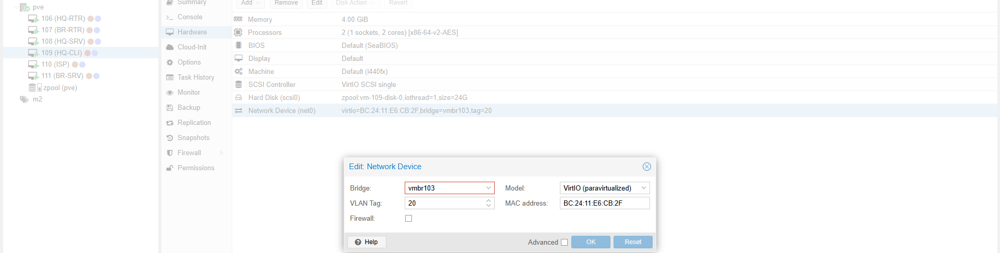 pve
106 (HQ-RTR)
107 (BR-RTR)
108 (HQ-SRV)
109 (HQ-CLI)
110 (ISP)
111 (BR-SRV)
zpool (pve)
m2
Summary
Console
Hardware
Cloud-Init
Options
Task History
Monitor
Backup
Replication
Snapshots
Firewall
Permissions
Add Remove Edit Disk Action Revert
Memory 4.00 GiB
Processors 2 (1 sockets, 2 cores) [x86-64-v2-AES]
BIOS Default (SeaBIOS)
Display Default
Machine Default (i440fx)
SCSI Controller VirtIO SCSI single
Hard Disk (scsi0) zpool:vm-109-disk-0,iothread=1,size=24G
Network Device (net0) virtio=BC:24:11:E6:CB:2F,bridge=vmbr103,tag=20
Edit: Network Device
Bridge: vmbr103 Model: VirtIO (paravirtualized)
VLAN Tag: 20 MAC address: BC:24:11:E6:CB:2F
Firewall:
Help Advanced OK Reset